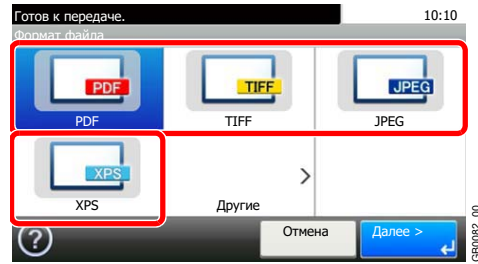 Готов к передаче. 10:10
Формат файла
PDF TIFF JPEG
PDF TIFF JPEG
XPS
XPS Другие >
? Отмена Далее >
GB0082_00